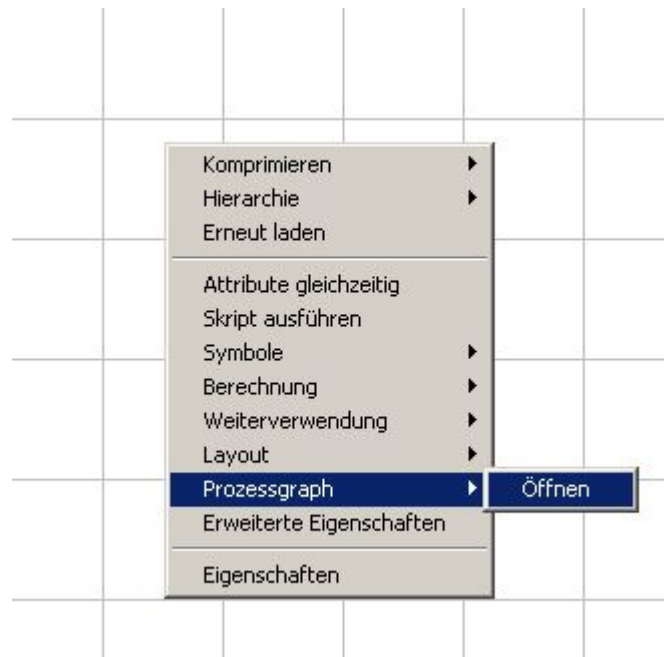 Komprimieren
Hierarchie
Erneut laden
Attribute gleichzeitig
Skript ausführen
Symbole
Berechnung
Weiterverwendung
Layout
Prozessgraph
Öffnen
Erweiterte Eigenschaften
Eigenschaften